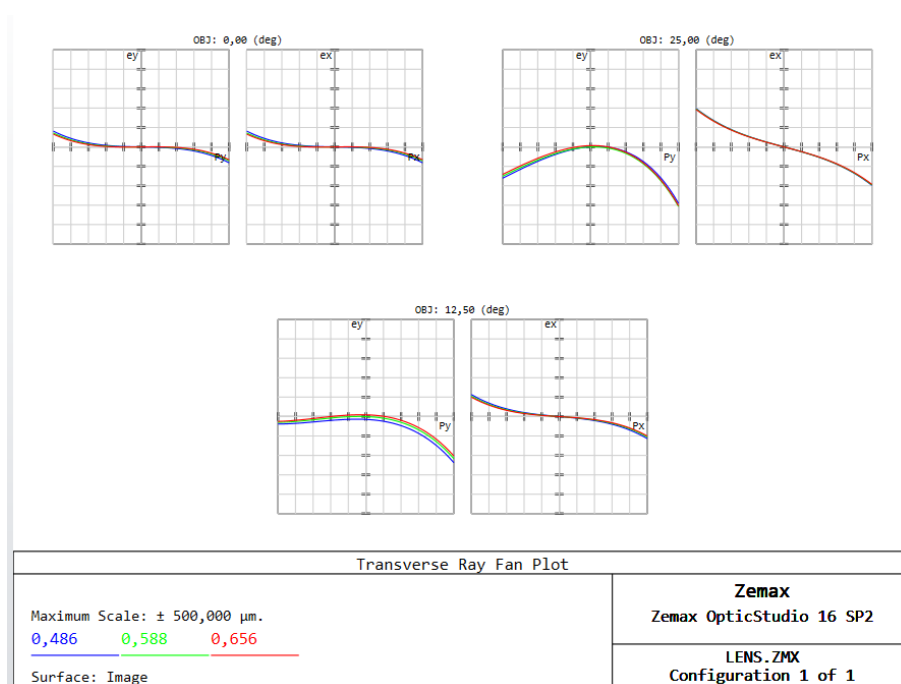 OBJ: 0,00 (deg)
ey
ex
Py
Px
OBJ: 25,00 (deg)
ey
ex
Py
Px
OBJ: 12,50 (deg)
ey
ex
Py
Px
Transverse Ray Fan Plot
Maximum Scale: ± 500,000 μm.
0,486 0,588 0,656
Surface: Image
Zemax
Zemax OpticStudio 16 SP2
LENS.ZMX
Configuration 1 of 1